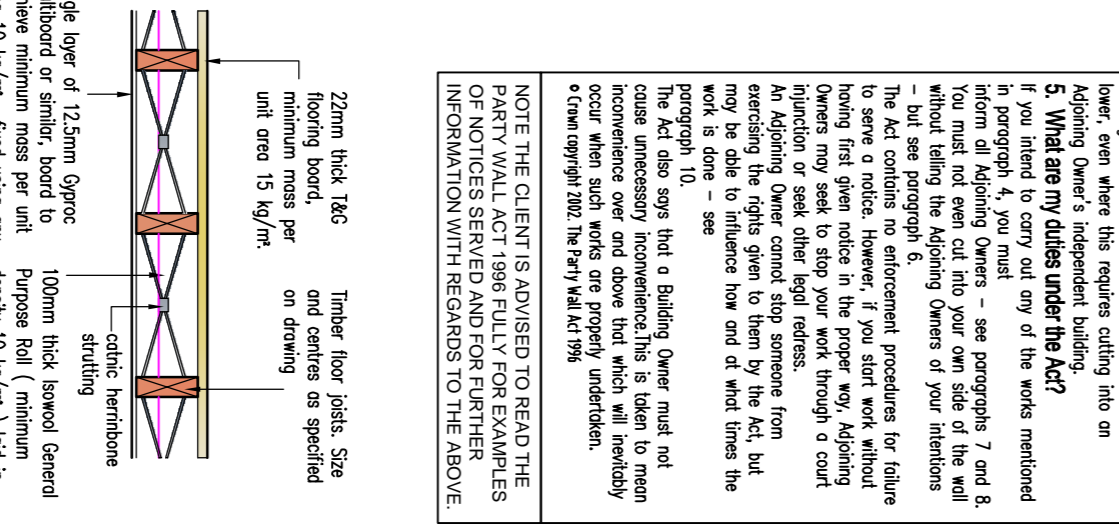 lower, even where this requires cutting into an
Adjoining Owner's independent building.
5. What are my duties under the Act?
If you intend to carry out any of the works mentioned
in paragraph 4, you must
inform all Adjoining Owners – see paragraphs 7 and 8.
You must not even cut into your own side of the wall
without telling the Adjoining Owners of your intentions
– but see paragraph 6.
The Act contains no enforcement procedures for failure
to serve a notice. However, if you start work without
having first given notice in the proper way, Adjoining
Owners may seek to stop your work through a court
injunction or seek other legal redress.
An Adjoining Owner cannot stop someone from
exercising the rights given to them by the Act, but
may be able to influence how and at what times the
work is done – see
paragraph 10.
The Act also says that a Building Owner must not
cause unnecessary inconvenience.This is taken to mean
inconvenience over and above that which will inevitably
occur when such works are properly undertaken.
© Crown copyright 2002. The Party Wall Act 1996
NOTE THE CLIENT IS ADVISED TO READ THE
PARTY WALL ACT 1996 FULLY FOR EXAMPLES
OF NOTICES SERVED AND FOR FURTHER
INFORMATION WITH REGARDS TO THE ABOVE.
22mm thick T&G
flooring board,
minimum mass per
unit area 15 kg/m².
Timber floor joists. Size
and centres as specified
on drawing
catnic herrinbone
strutting
gle layer of 12.5mm Gyproc
ltiboard or similar, board to
hieve minimum mass per unit
100mm thick Isowool General
Purpose Roll ( minimum